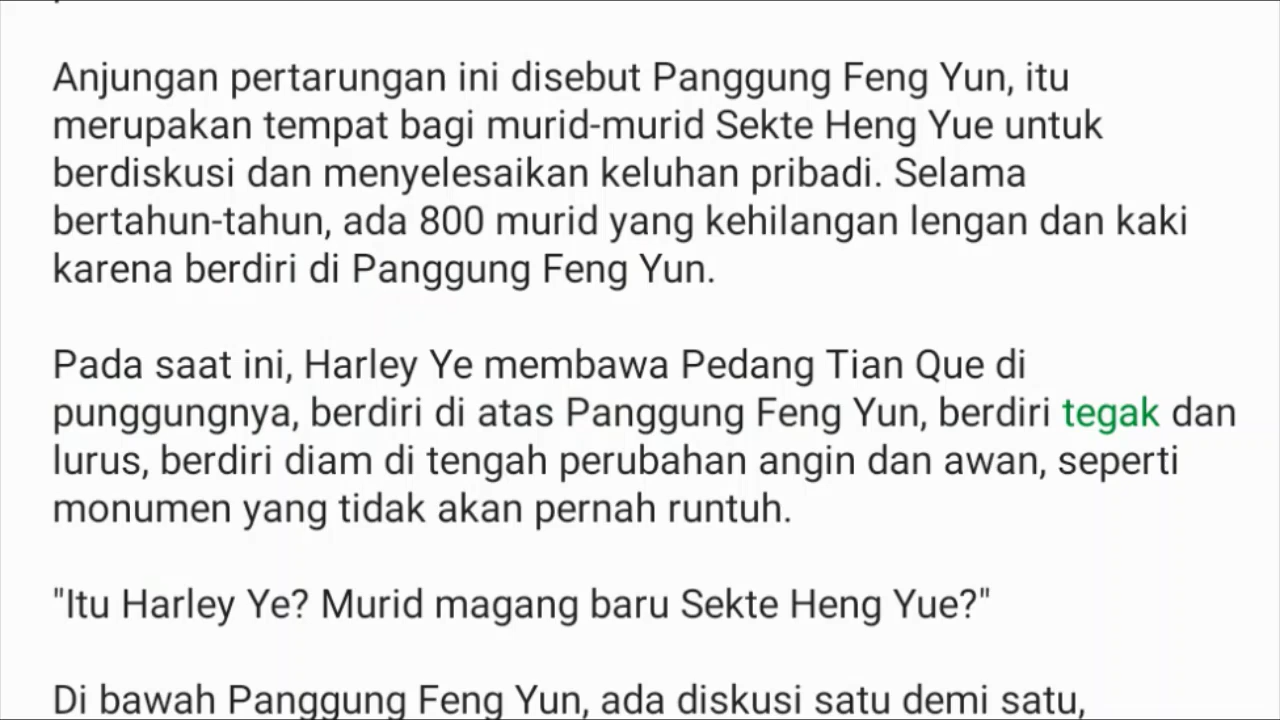 Anjungan pertarungan ini disebut Panggung Feng Yun, itu
merupakan tempat bagi murid-murid Sekte Heng Yue untuk
berdiskusi dan menyelesaikan keluhan pribadi. Selama
bertahun-tahun, ada 800 murid yang kehilangan lengan dan kaki
karena berdiri di Panggung Feng Yun.
Pada saat ini, Harley Ye membawa Pedang Tian Que di
punggungnya, berdiri di atas Panggung Feng Yun, berdiri tegak dan
lurus, berdiri diam di tengah perubahan angin dan awan, seperti
monumen yang tidak akan pernah runtuh.
"Itu Harley Ye? Murid magang baru Sekte Heng Yue?"
Di bawah Panggung Feng Yun, ada diskusi satu demi satu,